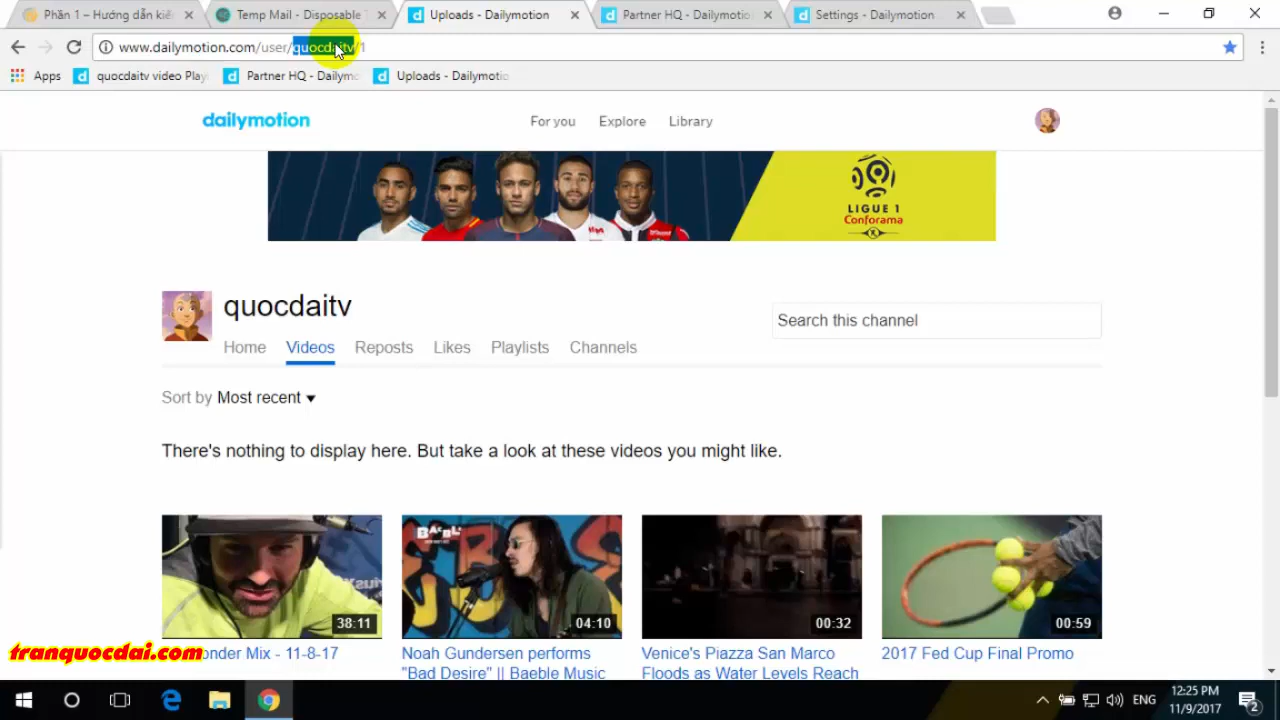 Phần 1 – Hướng dẫn kiế
Temp Mail - Disposable T
Uploads - Dailymotion
Partner HQ - Dailymotio
Settings - Dailymotion
www.dailymotion.com/user/quocdaitv/1
Apps
quocdaitv video Play
Partner HQ - Dailymo
Uploads - Dailymotio
dailymotion
For you
Explore
Library
LIGUE 1
Conforama
quocdaitv
Search this channel
Home
Videos
Reposts
Likes
Playlists
Channels
Sort by Most recent
There's nothing to display here. But take a look at these videos you might like.
38:11
04:10
00:32
00:59
tranquocdai.com
onder Mix - 11-8-17
Noah Gundersen performs
"Bad Desire" || Baeble Music
Venice's Piazza San Marco
Floods as Water Levels Reach
2017 Fed Cup Final Promo
ENG
12:25 PM
11/9/2017
2